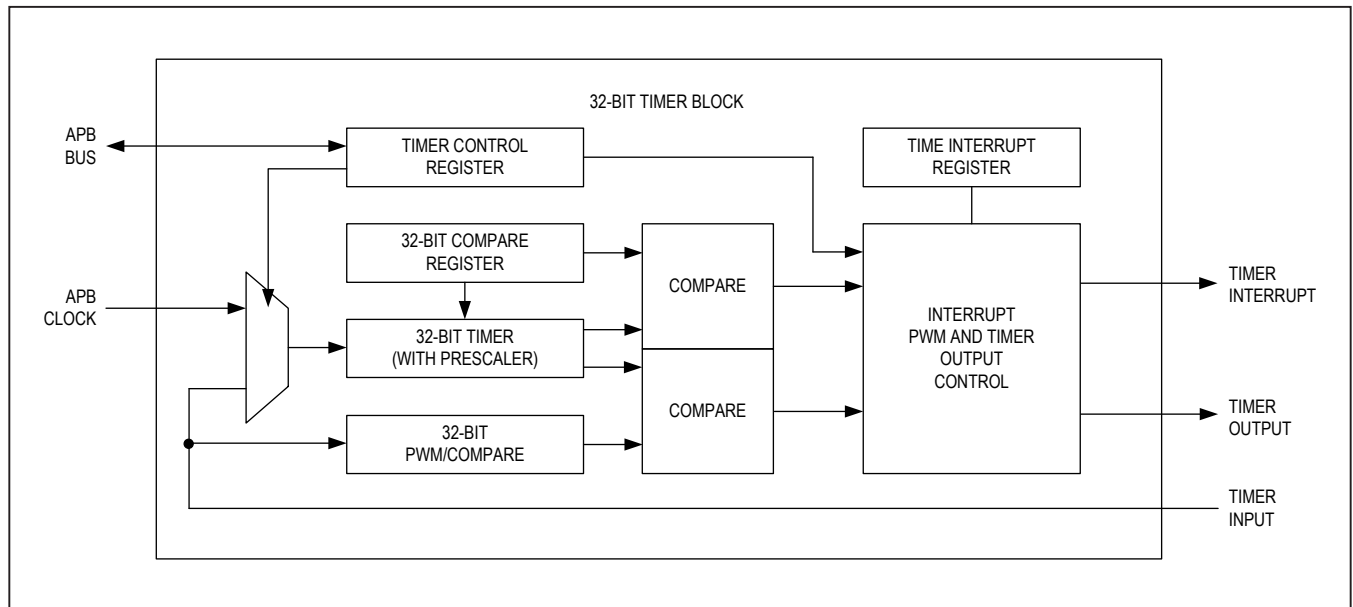 32-BIT TIMER BLOCK
APB
BUS
TIMER CONTROL
REGISTER
TIME INTERRUPT
REGISTER
32-BIT COMPARE
REGISTER
COMPARE
APB
CLOCK
32-BIT TIMER
(WITH PRESCALER)
INTERRUPT
PWM AND TIMER
OUTPUT
CONTROL
TIMER
INTERRUPT
COMPARE
32-BIT
PWM/COMPARE
TIMER
OUTPUT
TIMER
INPUT